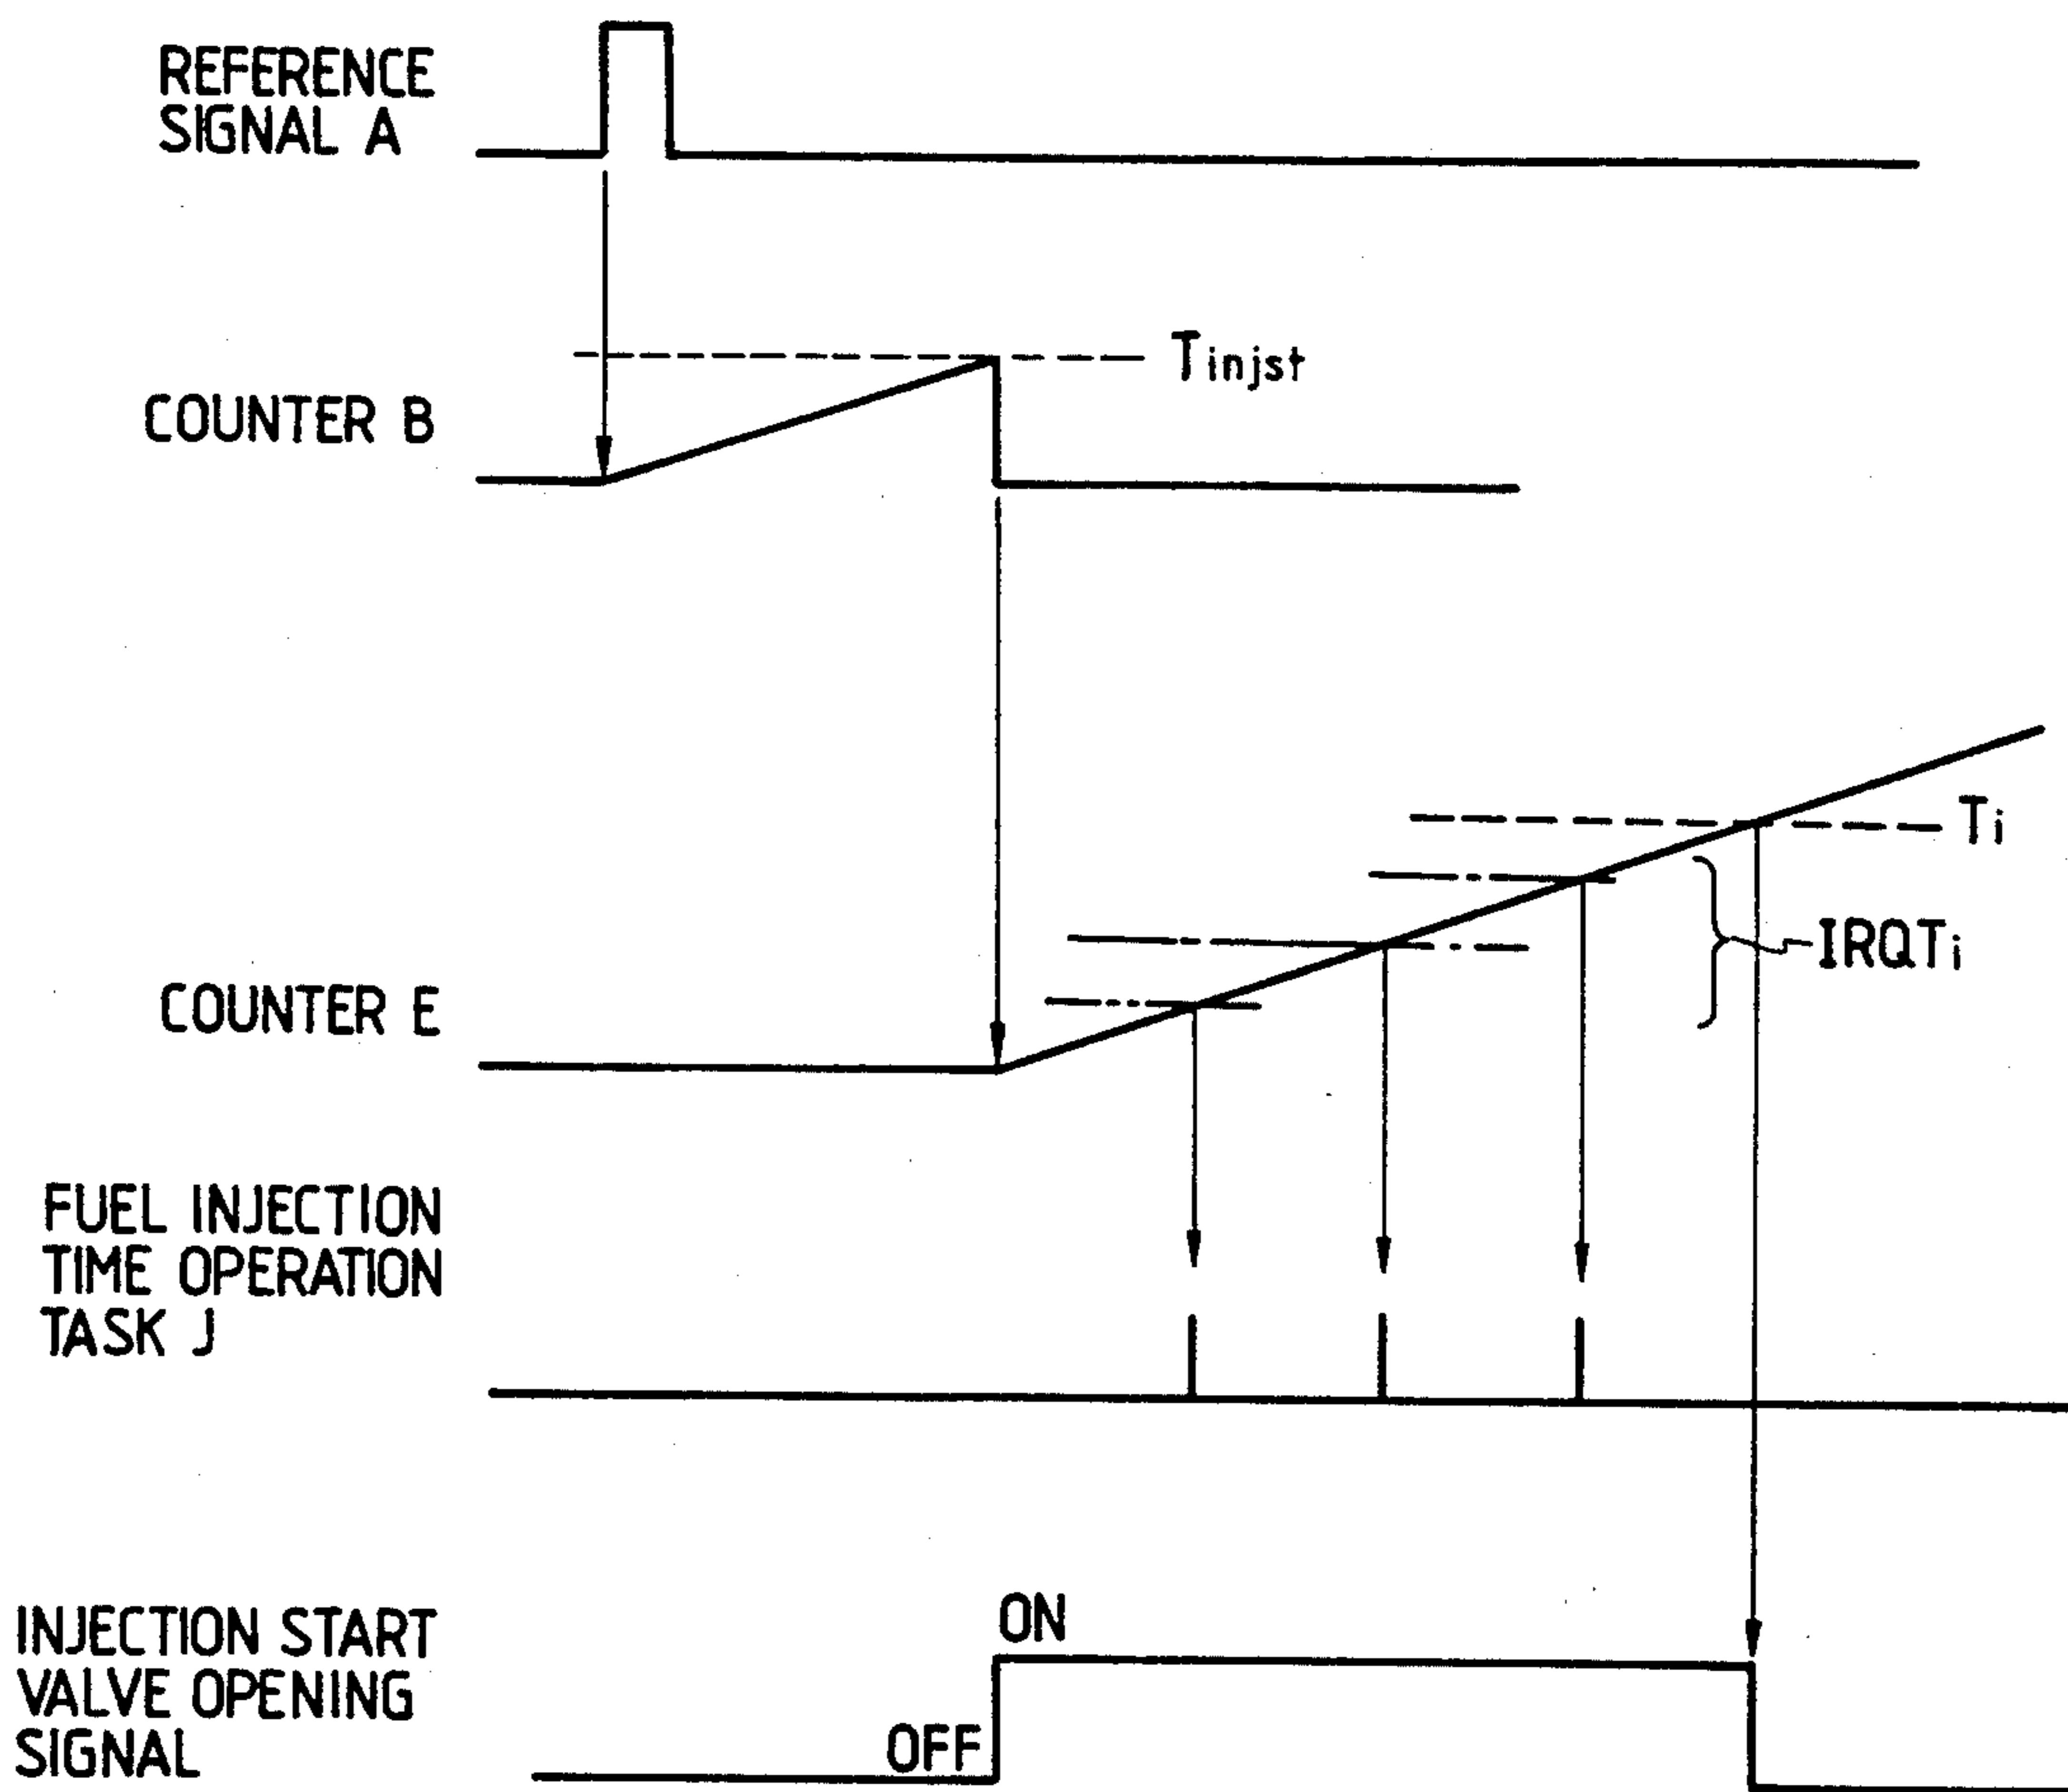 REFERENCE
SIGNAL A
Tinjst
COUNTER B
Ti
IRQTi
COUNTER E
FUEL INJECTION
TIME OPERATION
TASK J
ON
INJECTION START
VALVE OPENING
SIGNAL
OFF